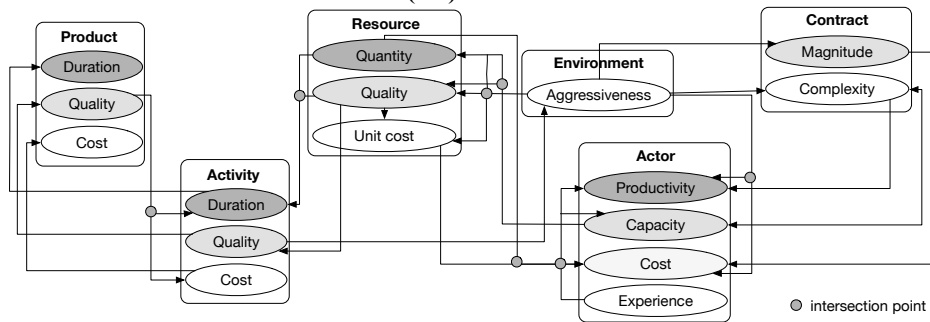 Product
Duration
Quality
Cost
Activity
Duration
Quality
Cost
Resource
Quantity
Quality
Unit cost
Environment
Aggressiveness
Contract
Magnitude
Complexity
Actor
Productivity
Capacity
Cost
Experience
intersection point